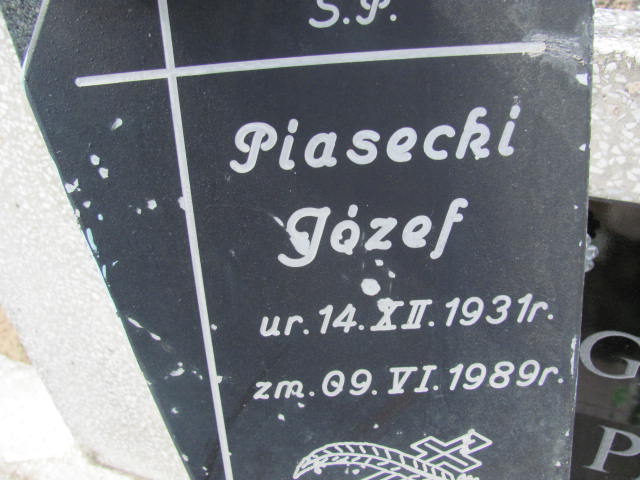 Ś.P.
Piasecki
Józef
ur. 14. XII. 1931r.
zm. 09. VI. 1989r.
G
P